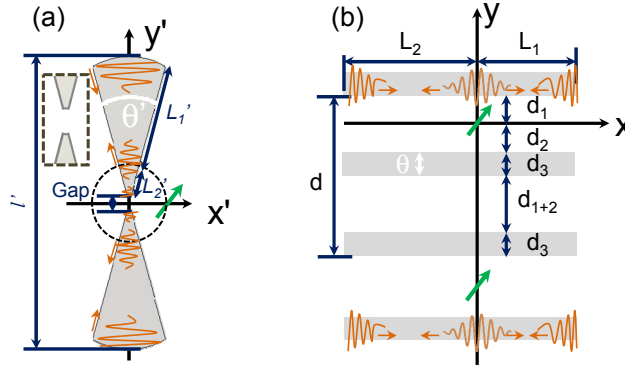 (a)
y'
θ'
L₁'
L₂'
Gap
x'
l'
(b)
y
L₂
L₁
d₁
x
d₂
θ
d₃
d
d₁₊₂
d₃